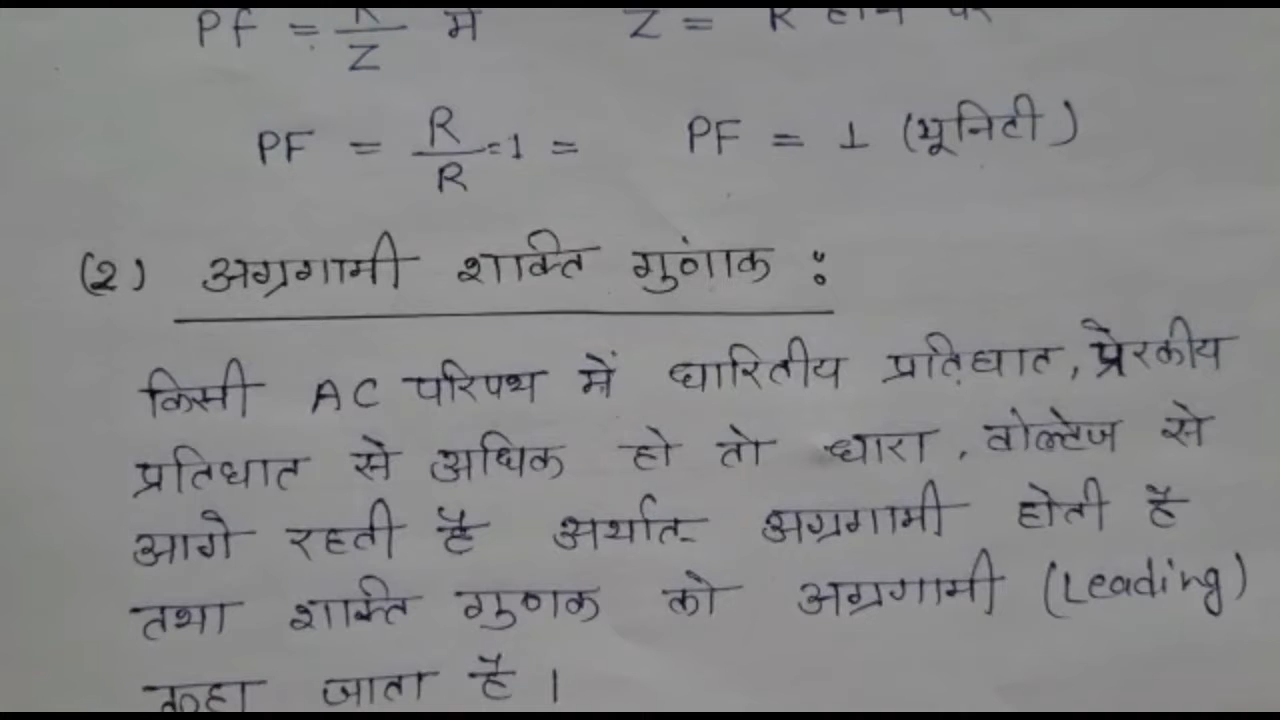 PF = R/Z में Z = R होने पर
PF = R/R = 1 = PF = 1 (यूनिटी)
(2) अग्रगामी शक्ति गुणांक :
किसी AC परिपथ में धारितीय प्रतिघात, प्रेरकीय
प्रतिघात से अधिक हो तो धारा, वोल्टेज से
आगे रहती है अर्थात अग्रगामी होती है
तथा शक्ति गुणक को अग्रगामी (Leading)
कहा जाता है ।